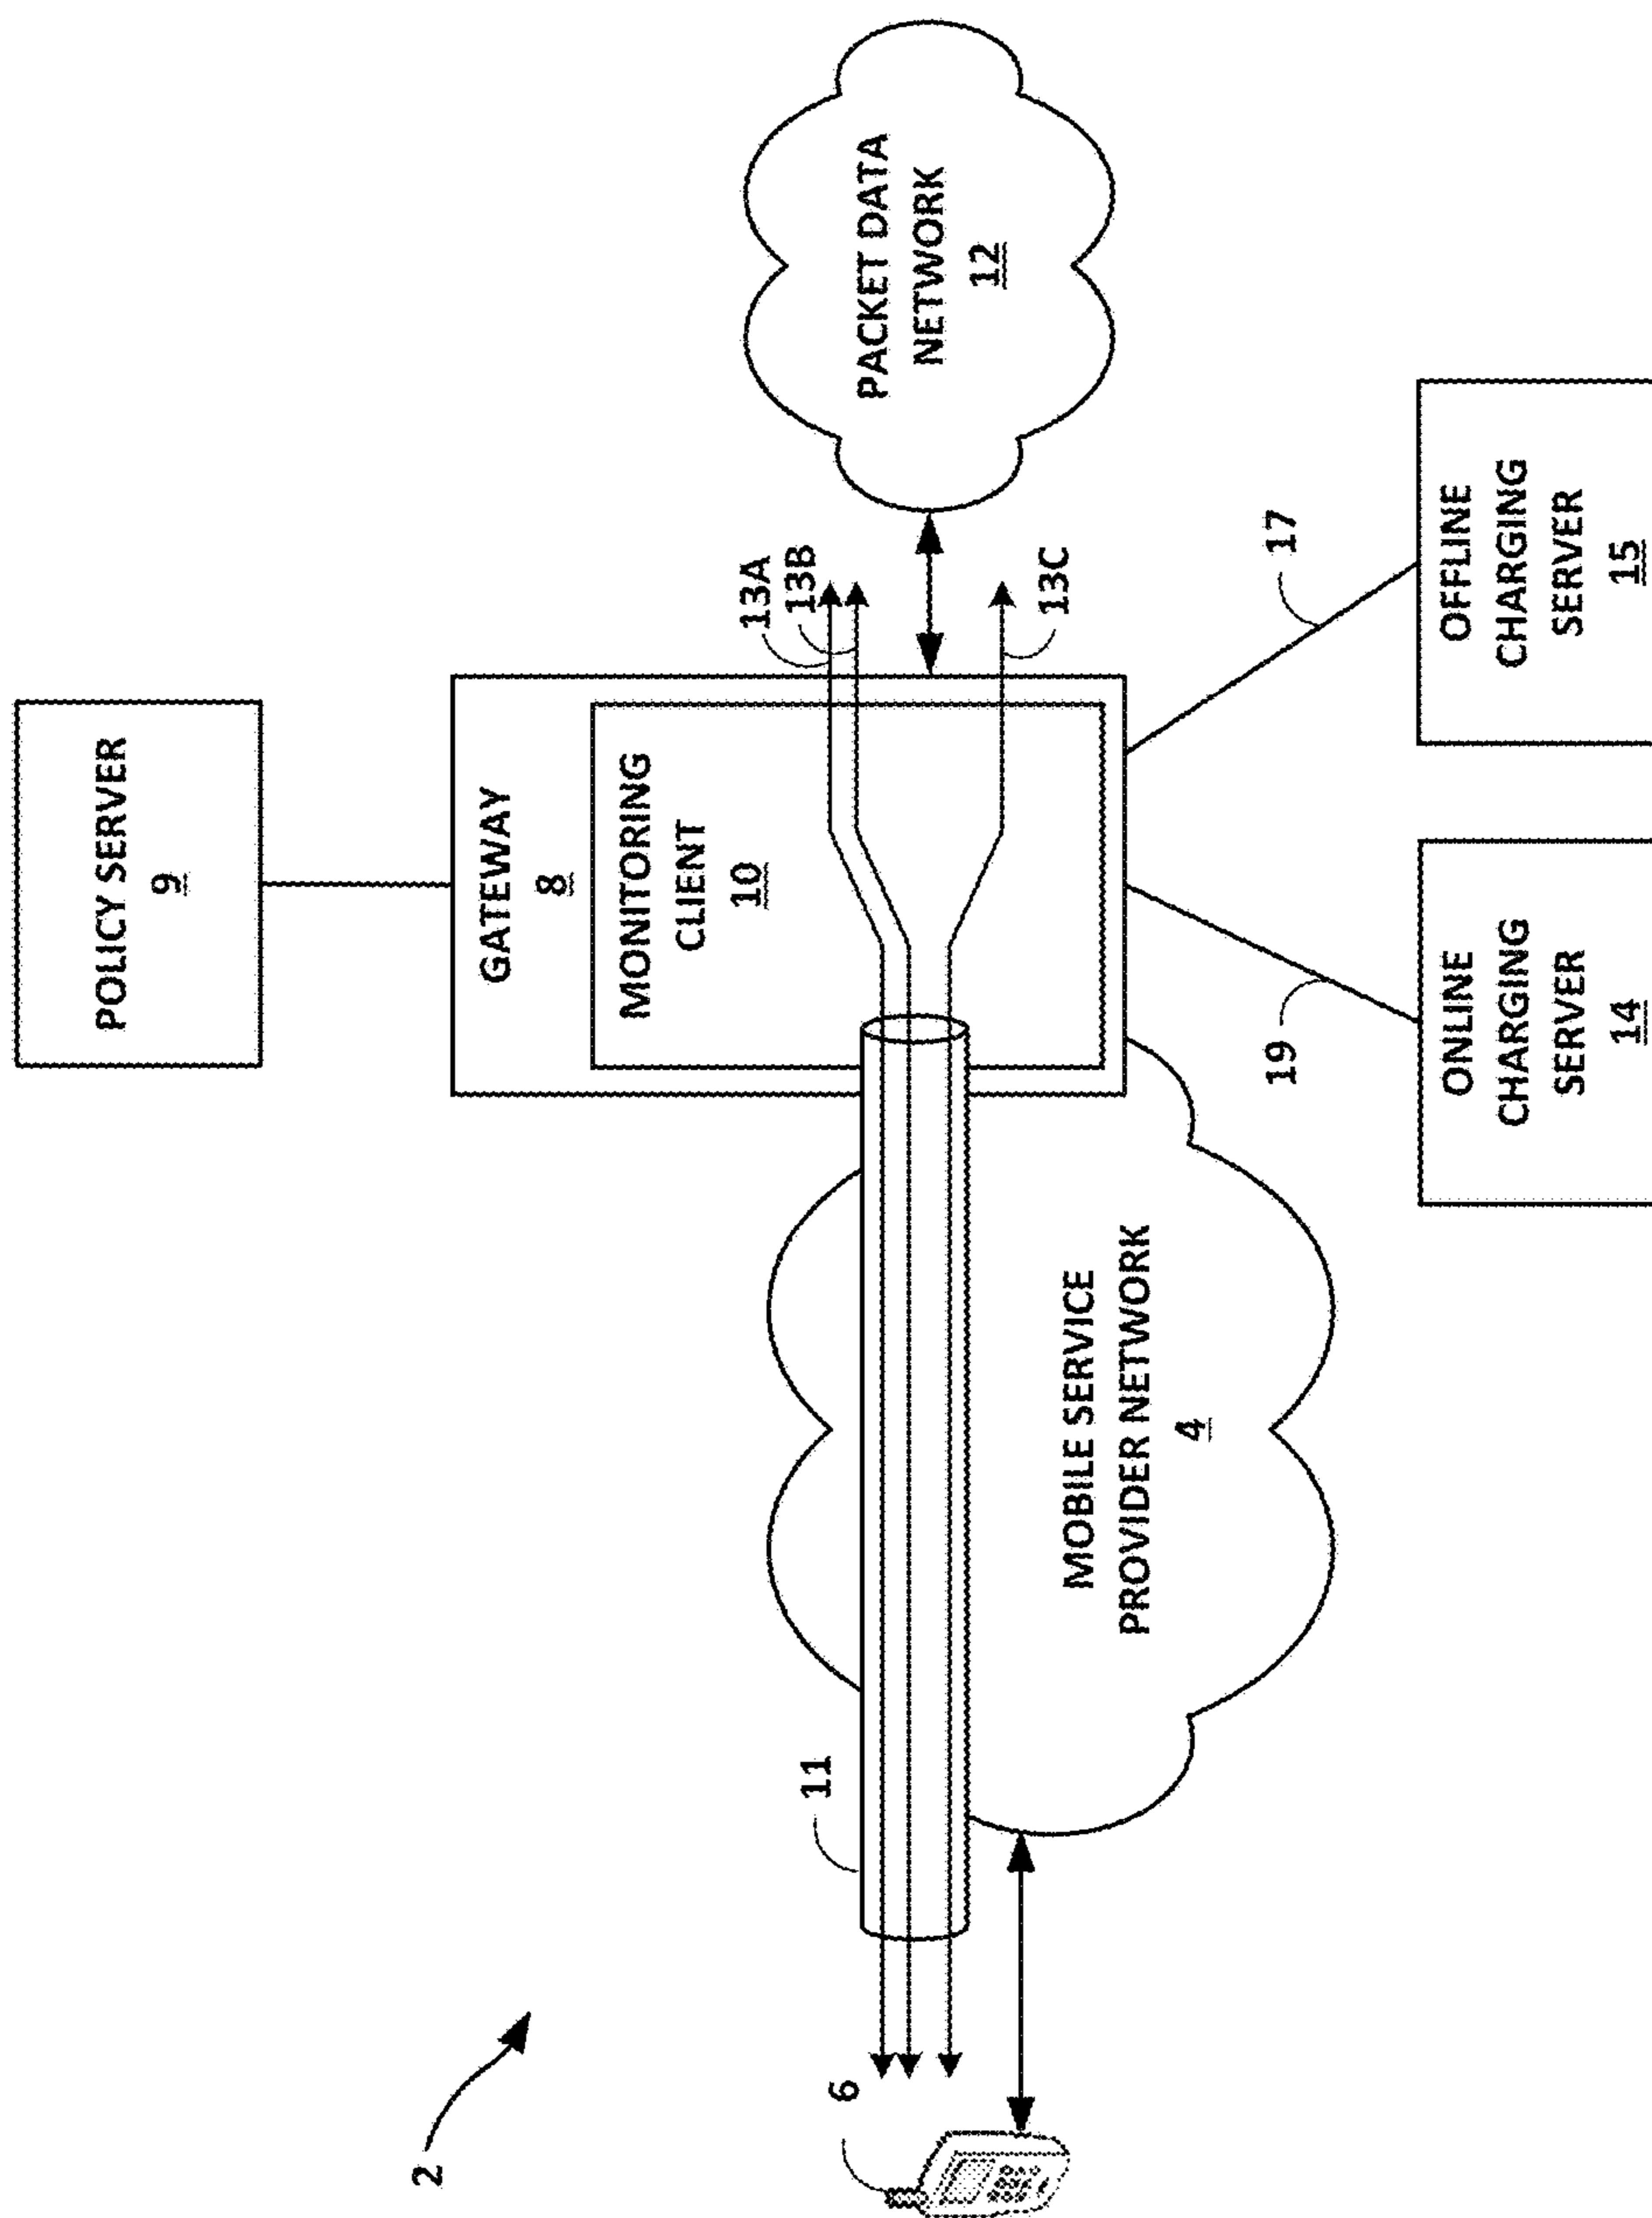 2
POLICY SERVER
9
GATEWAY
8
MONITORING
CLIENT
10
11
6
13A
13B
13C
PACKET DATA
NETWORK
12
MOBILE SERVICE
PROVIDER NETWORK
4
19
17
ONLINE
CHARGING
SERVER
14
OFFLINE
CHARGING
SERVER
15